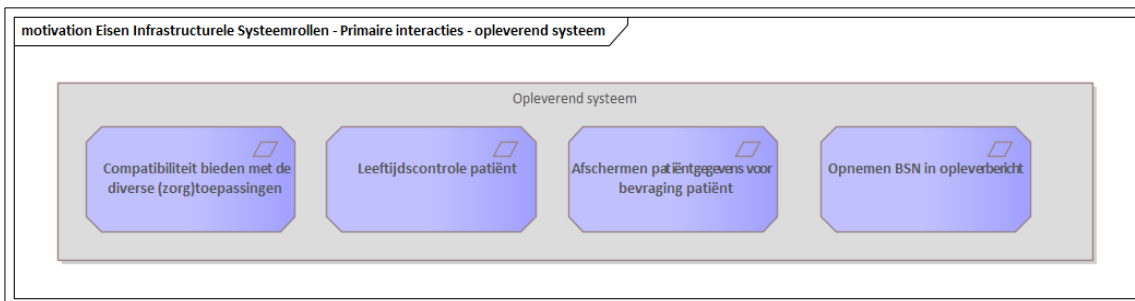 motivation Eisen Infrastructurele Systeemrollen - Primaire interacties - opleverend systeem
Opleverend systeem
Compatibiliteit bieden met de
diverse (zorg)toepassingen
Leeftijdscontrole patiënt
Afschermen patiëntgegevens voor
bevraging patiënt
Opnemen BSN in opleverbericht